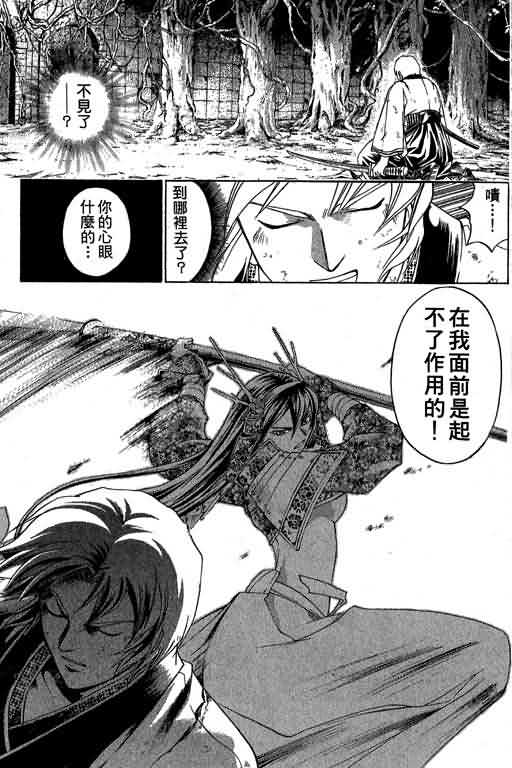 不見了
——？
嘖…！
到哪裡去了？
你的心眼
什麼的…
在我面前是起
不了作用的！